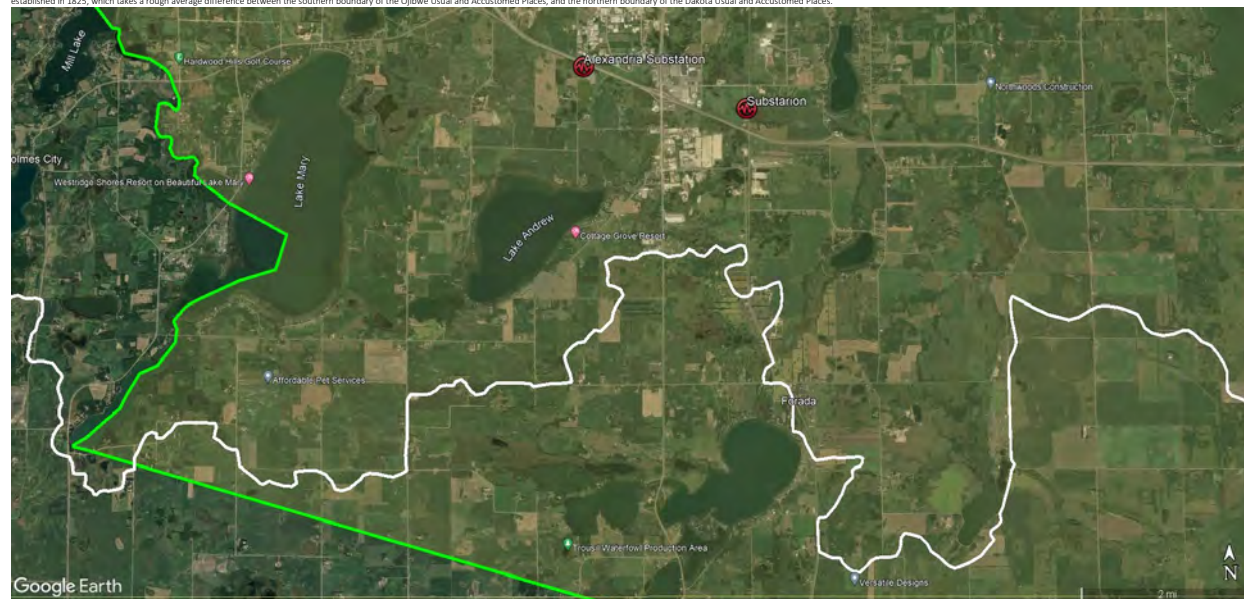 established in 1825, which takes a rough average difference between the southern boundary of the Ojibwe Usual and Accustomed Places, and the northern boundary of the Dakota Usual and Accustomed Places.
Mill Lake
Hardwood Hills Golf Course
Alexandria Substation
Northwoods Construction
Substation
olmes City
Westridge Shores Resort on Beautiful Lake Mary
Lake Mary
Lake Andrew
Cottage Grove Resort
Affordable Pet Services
Forada
Trousil Waterfowl Production Area
Versatile Designs
Google Earth
N
2 mi